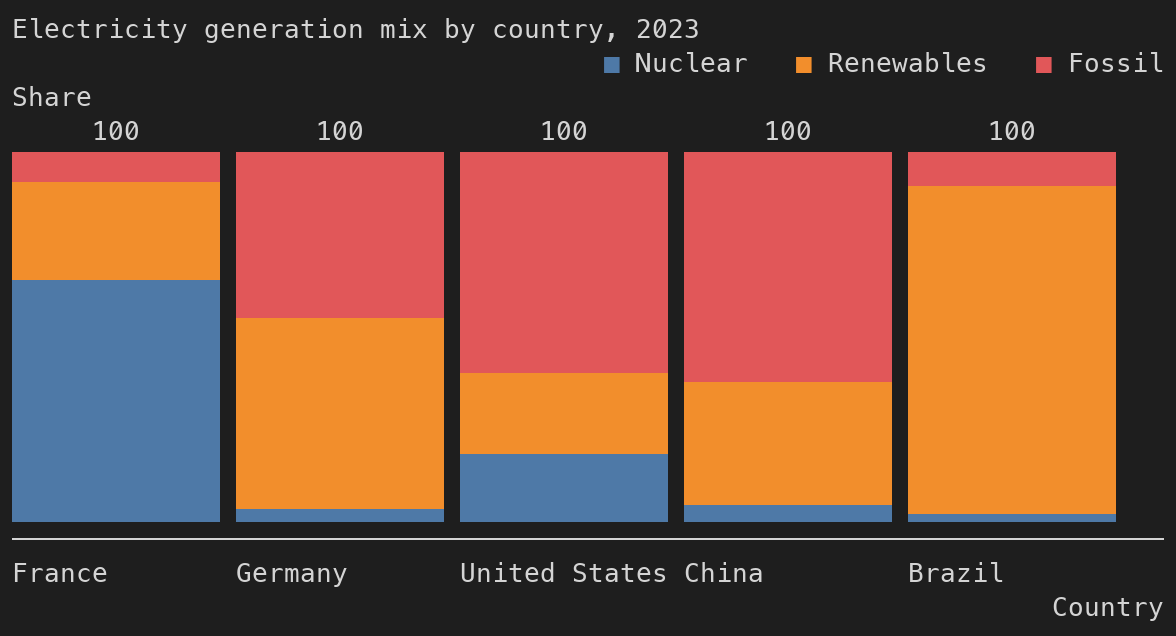 Electricity generation mix by country, 2023
Nuclear Renewables Fossil
Share
100 100 100 100 100
France Germany United States China Brazil
Country